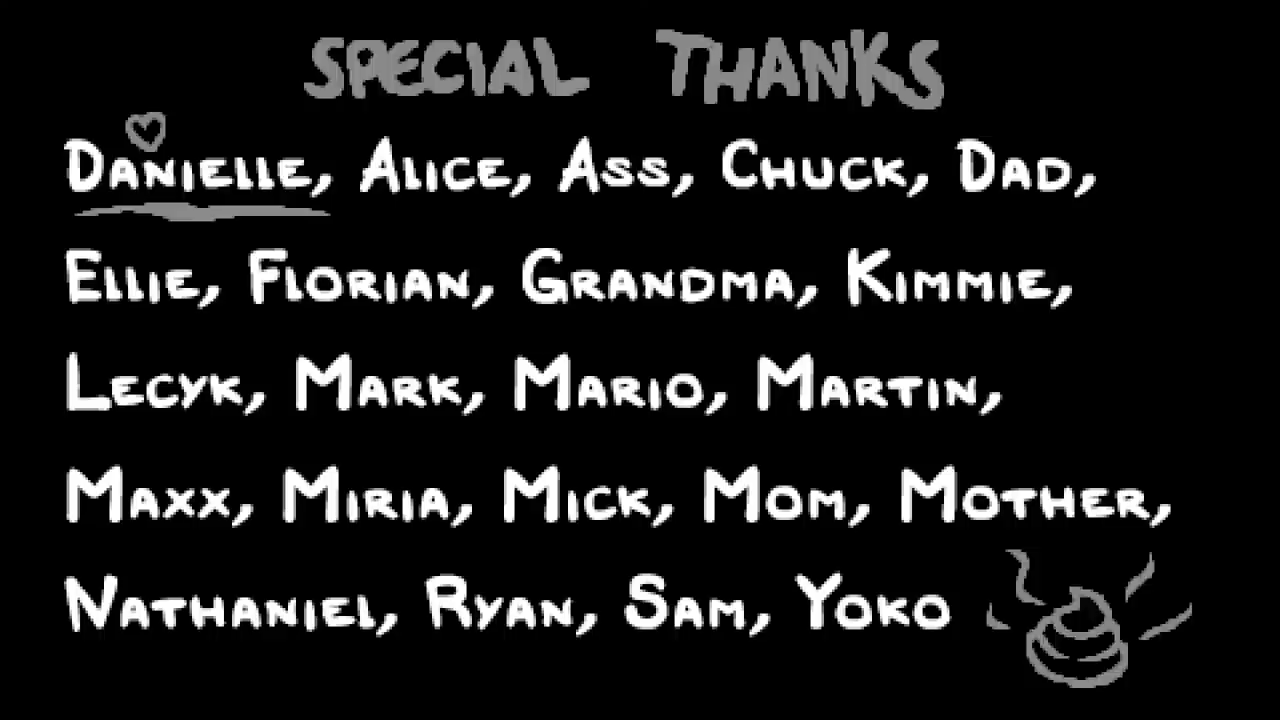 SPECIAL THANKS
DANIELLE, ALICE, ASS, CHUCK, DAD,
ELLIE, FLORIAN, GRANDMA, KIMMIE,
LECYK, MARK, MARIO, MARTIN,
MAXX, MIRIA, MICK, MOM, MOTHER,
NATHANIEL, RYAN, SAM, YOKO